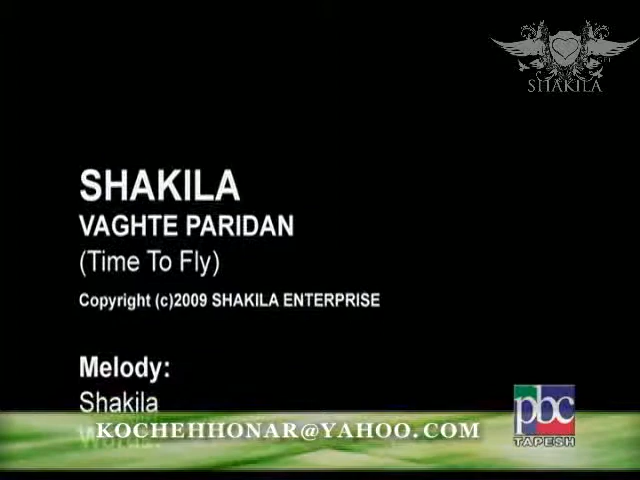 SHAKILA
SHAKILA
VAGHTE PARIDAN
(Time To Fly)
Copyright (c)2009 SHAKILA ENTERPRISE
Melody:
Shakila
KOCHEHHONAR@YAHOO.COM
pbc
TAPESH